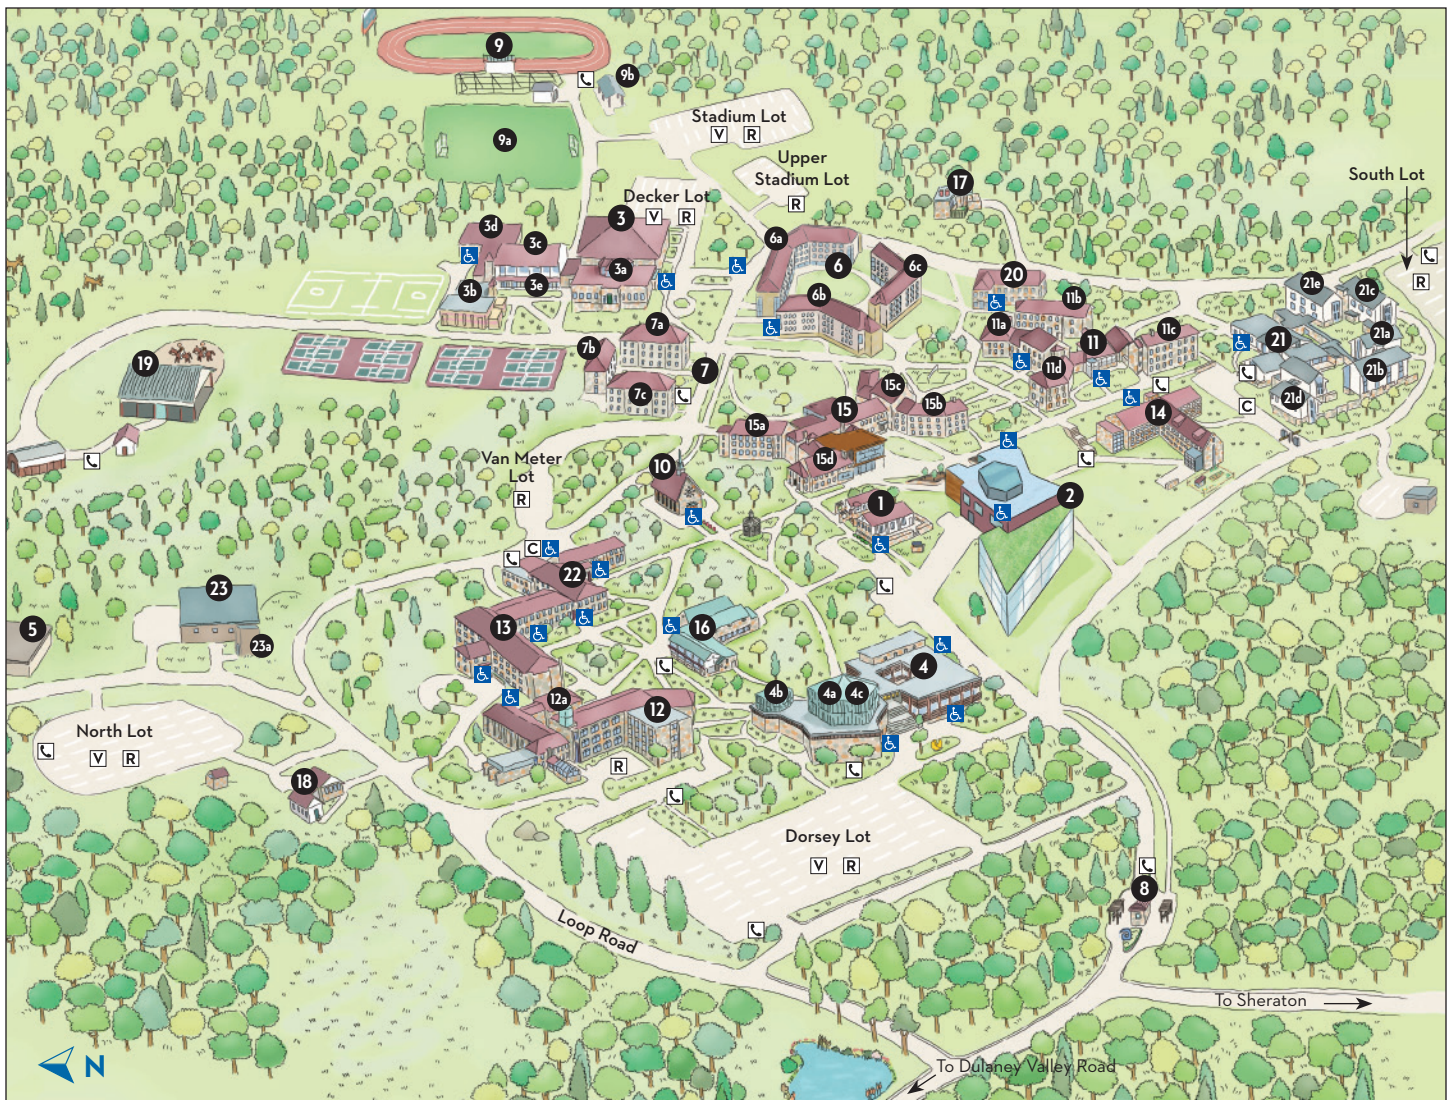 9
9b
Stadium Lot
V R
9a
Upper
Stadium Lot
R
17
South Lot
R
Decker Lot
V R
3d
3
3c
6a
6
6c
3a
3e
3b
6b
20
21e
21c
11b
11a
11
11c
21
21a
7a
7b
7
7c
11d
21b
21d
C
19
15c
15
15b
14
15a
15d
10
Van Meter
Lot
R
1
2
C
22
23
13
16
5
23a
4
4b
4a
4c
12a
12
North Lot
V R
R
18
Dorsey Lot
V R
8
Loop Road
To Sheraton
To Dulaney Valley Road
N